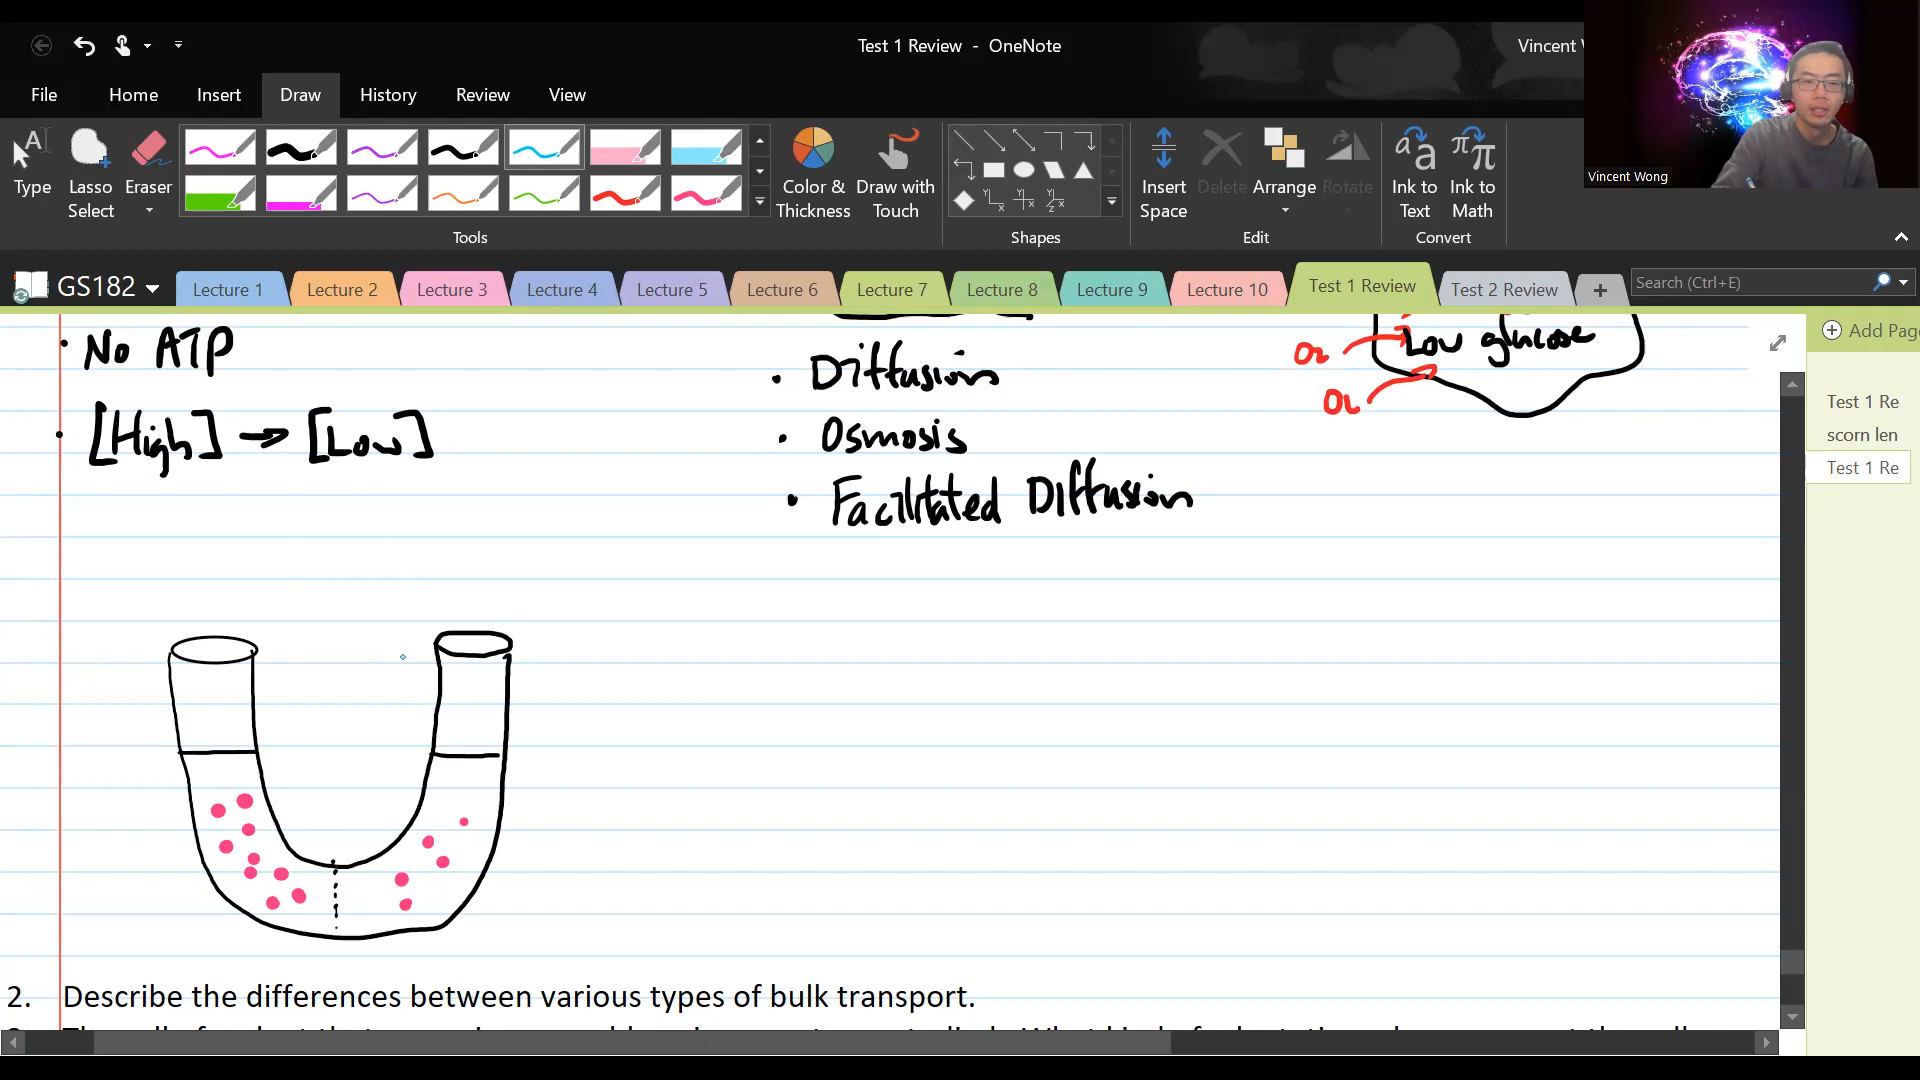 Test 1 Review - OneNote
Vincent W
File Home Insert Draw History Review View
Type
Lasso Select
Eraser
Color & Thickness
Draw with Touch
Insert Space
Delete
Arrange
Rotate
Ink to Text
Ink to Math
Tools
Shapes
Edit
Convert
Vincent Wong
GS182
Lecture 1
Lecture 2
Lecture 3
Lecture 4
Lecture 5
Lecture 6
Lecture 7
Lecture 8
Lecture 9
Lecture 10
Test 1 Review
Test 2 Review
Search (Ctrl+E)
Add Pag
Test 1 Re
scorn len
Test 1 Re
• No ATP
• [High] → [Low]
• Diffusion
• Osmosis
• Facilitated Diffusion
Low glucose
2. Describe the differences between various types of bulk transport.